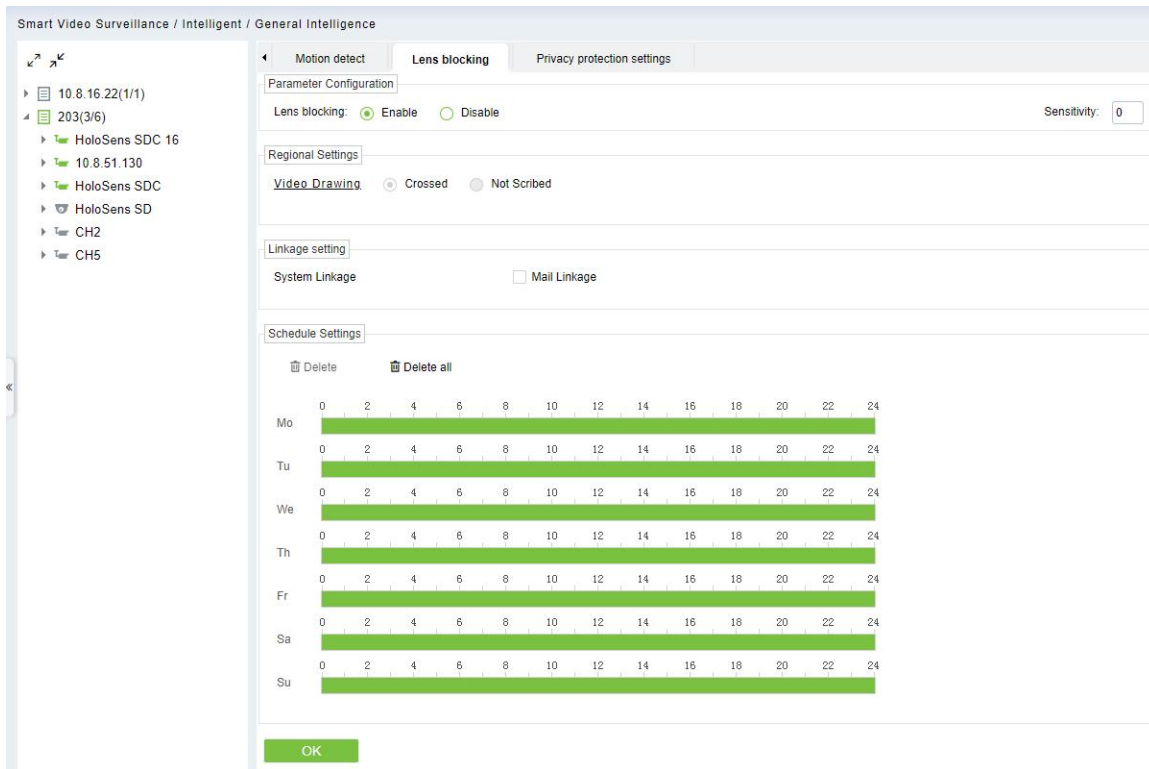 Smart Video Surveillance / Intelligent / General Intelligence
Motion detect Lens blocking Privacy protection settings
10.8.16.22(1/1)
203(3/6)
HoloSens SDC 16
10.8.51.130
HoloSens SDC
HoloSens SD
CH2
CH5
Parameter Configuration
Lens blocking: Enable Disable Sensitivity: 0
Regional Settings
Video Drawing Crossed Not Scribed
Linkage setting
System Linkage Mail Linkage
Schedule Settings
Delete Delete all
0 2 4 6 8 10 12 14 16 18 20 22 24
Mo
0 2 4 6 8 10 12 14 16 18 20 22 24
Tu
0 2 4 6 8 10 12 14 16 18 20 22 24
We
0 2 4 6 8 10 12 14 16 18 20 22 24
Th
0 2 4 6 8 10 12 14 16 18 20 22 24
Fr
0 2 4 6 8 10 12 14 16 18 20 22 24
Sa
0 2 4 6 8 10 12 14 16 18 20 22 24
Su
OK